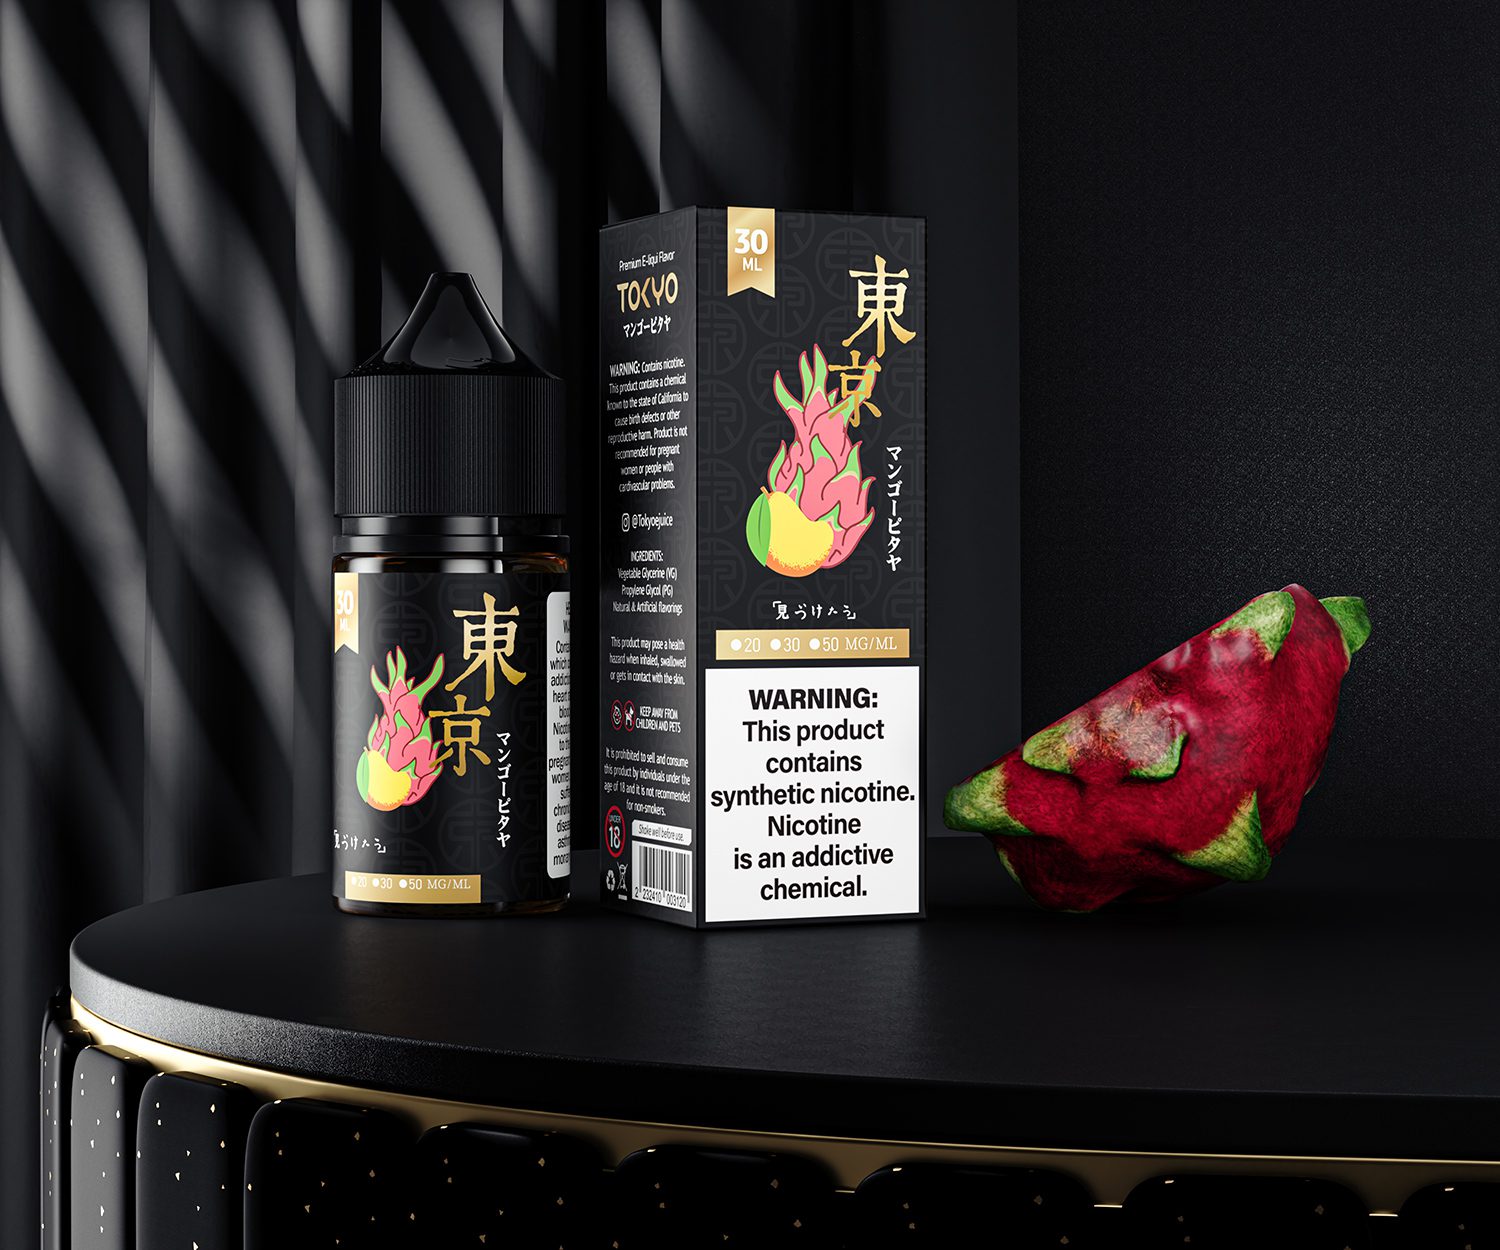 30
ML
東
京
マンゴーピタヤ
20 30 50 MG/ML
Premium E-liqui Flavor
TOKYO
マンゴーピタヤ
WARNING: Contains nicotine.
This product contains a chemical
known to the state of California to
cause birth defects or other
reproductive harm. Product is not
recommended for pregnant
women or people with
cardivascular problems.
@Tokyoejuice
INGREDIENTS:
Vegetable Glycerine (VG)
Propylene Glycol (PG)
Natural & Artificial flavorings
This product may pose a health
hazard when inhaled, swallowed
or gets in contact with the skin.
KEEP AWAY FROM
CHILDREN AND PETS
It is prohibited to sell and consume
this product by individuals under the
age of 18 and it is not recommended
for non-smokers.
UNDER
18
Shake well before use.
2 232410 003120
30
ML
東
京
マンゴーピタヤ
20 30 50 MG/ML
WARNING:
This product
contains
synthetic nicotine.
Nicotine
is an addictive
chemical.